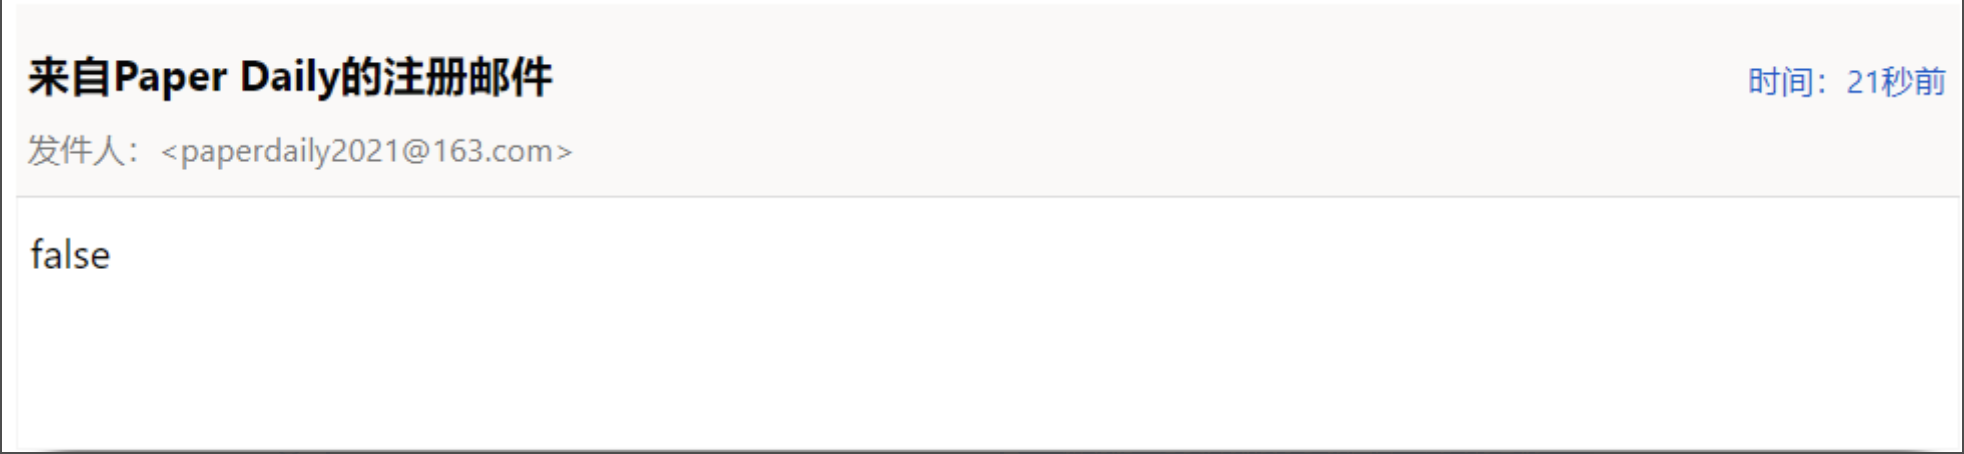 来自Paper Daily的注册邮件
时间：21秒前
发件人：<paperdaily2021@163.com>
false